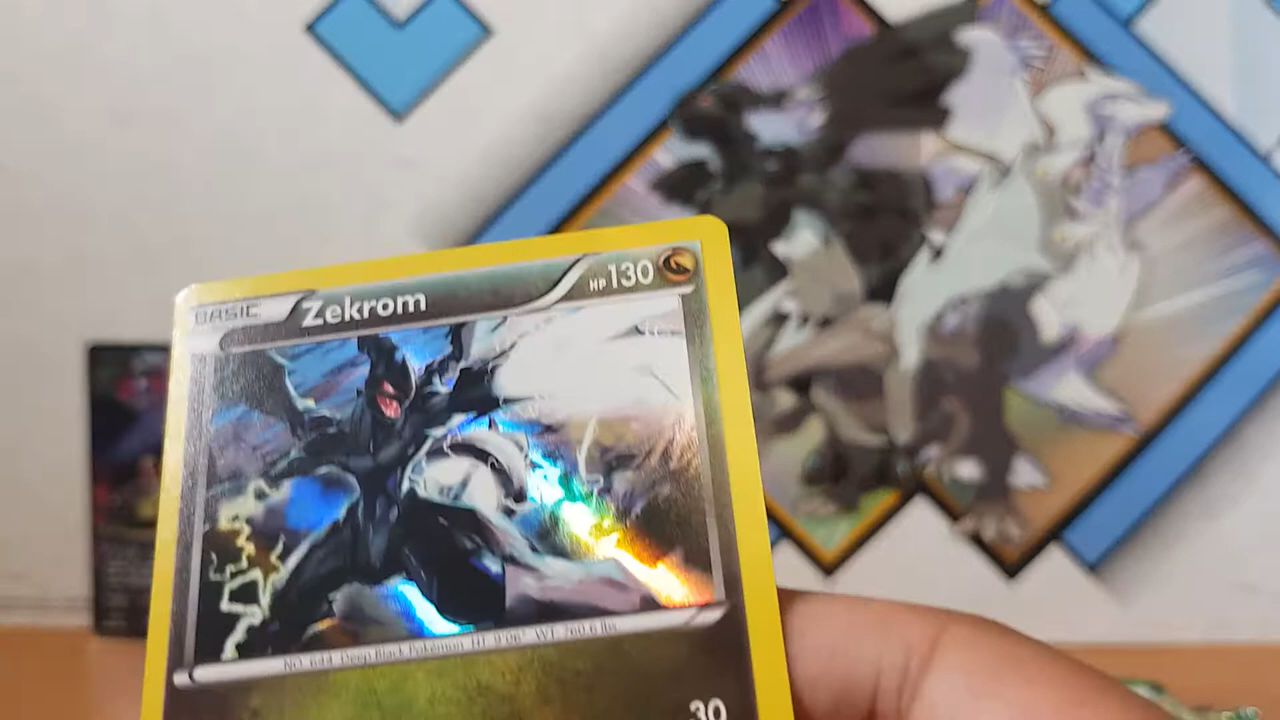 BASIC Zekrom HP 130
NO. 644 Deep Black Pokémon HT: 9'06" WT: 760.6 lbs.
30